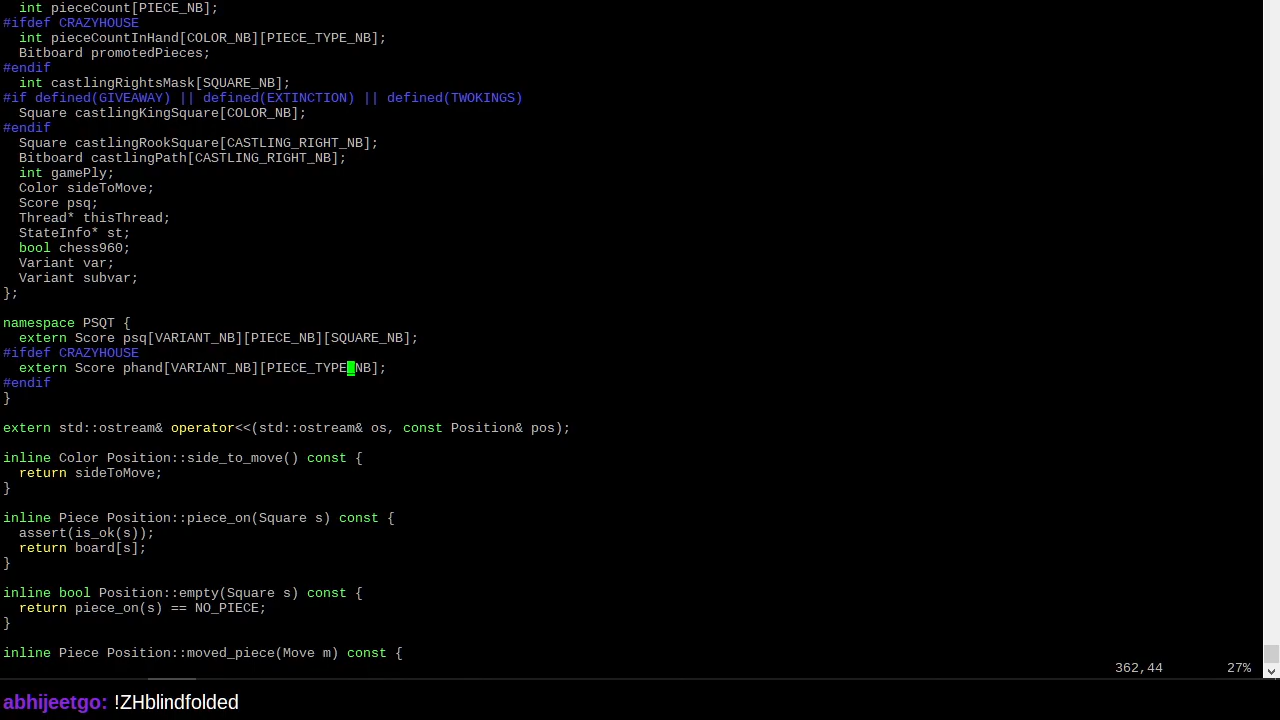 int pieceCount[PIECE_NB];
#ifdef CRAZYHOUSE
  int pieceCountInHand[COLOR_NB][PIECE_TYPE_NB];
  Bitboard promotedPieces;
#endif
  int castlingRightsMask[SQUARE_NB];
#if defined(GIVEAWAY) || defined(EXTINCTION) || defined(TWOKINGS)
  Square castlingKingSquare[COLOR_NB];
#endif
  Square castlingRookSquare[CASTLING_RIGHT_NB];
  Bitboard castlingPath[CASTLING_RIGHT_NB];
  int gamePly;
  Color sideToMove;
  Score psq;
  Thread* thisThread;
  StateInfo* st;
  bool chess960;
  Variant var;
  Variant subvar;
};

namespace PSQT {
  extern Score psq[VARIANT_NB][PIECE_NB][SQUARE_NB];
#ifdef CRAZYHOUSE
  extern Score phand[VARIANT_NB][PIECE_TYPE_NB];
#endif
}

extern std::ostream& operator<<(std::ostream& os, const Position& pos);

inline Color Position::side_to_move() const {
  return sideToMove;
}

inline Piece Position::piece_on(Square s) const {
  assert(is_ok(s));
  return board[s];
}

inline bool Position::empty(Square s) const {
  return piece_on(s) == NO_PIECE;
}

inline Piece Position::moved_piece(Move m) const {
362,44 27%
abhijeetgo: !ZHblindfolded